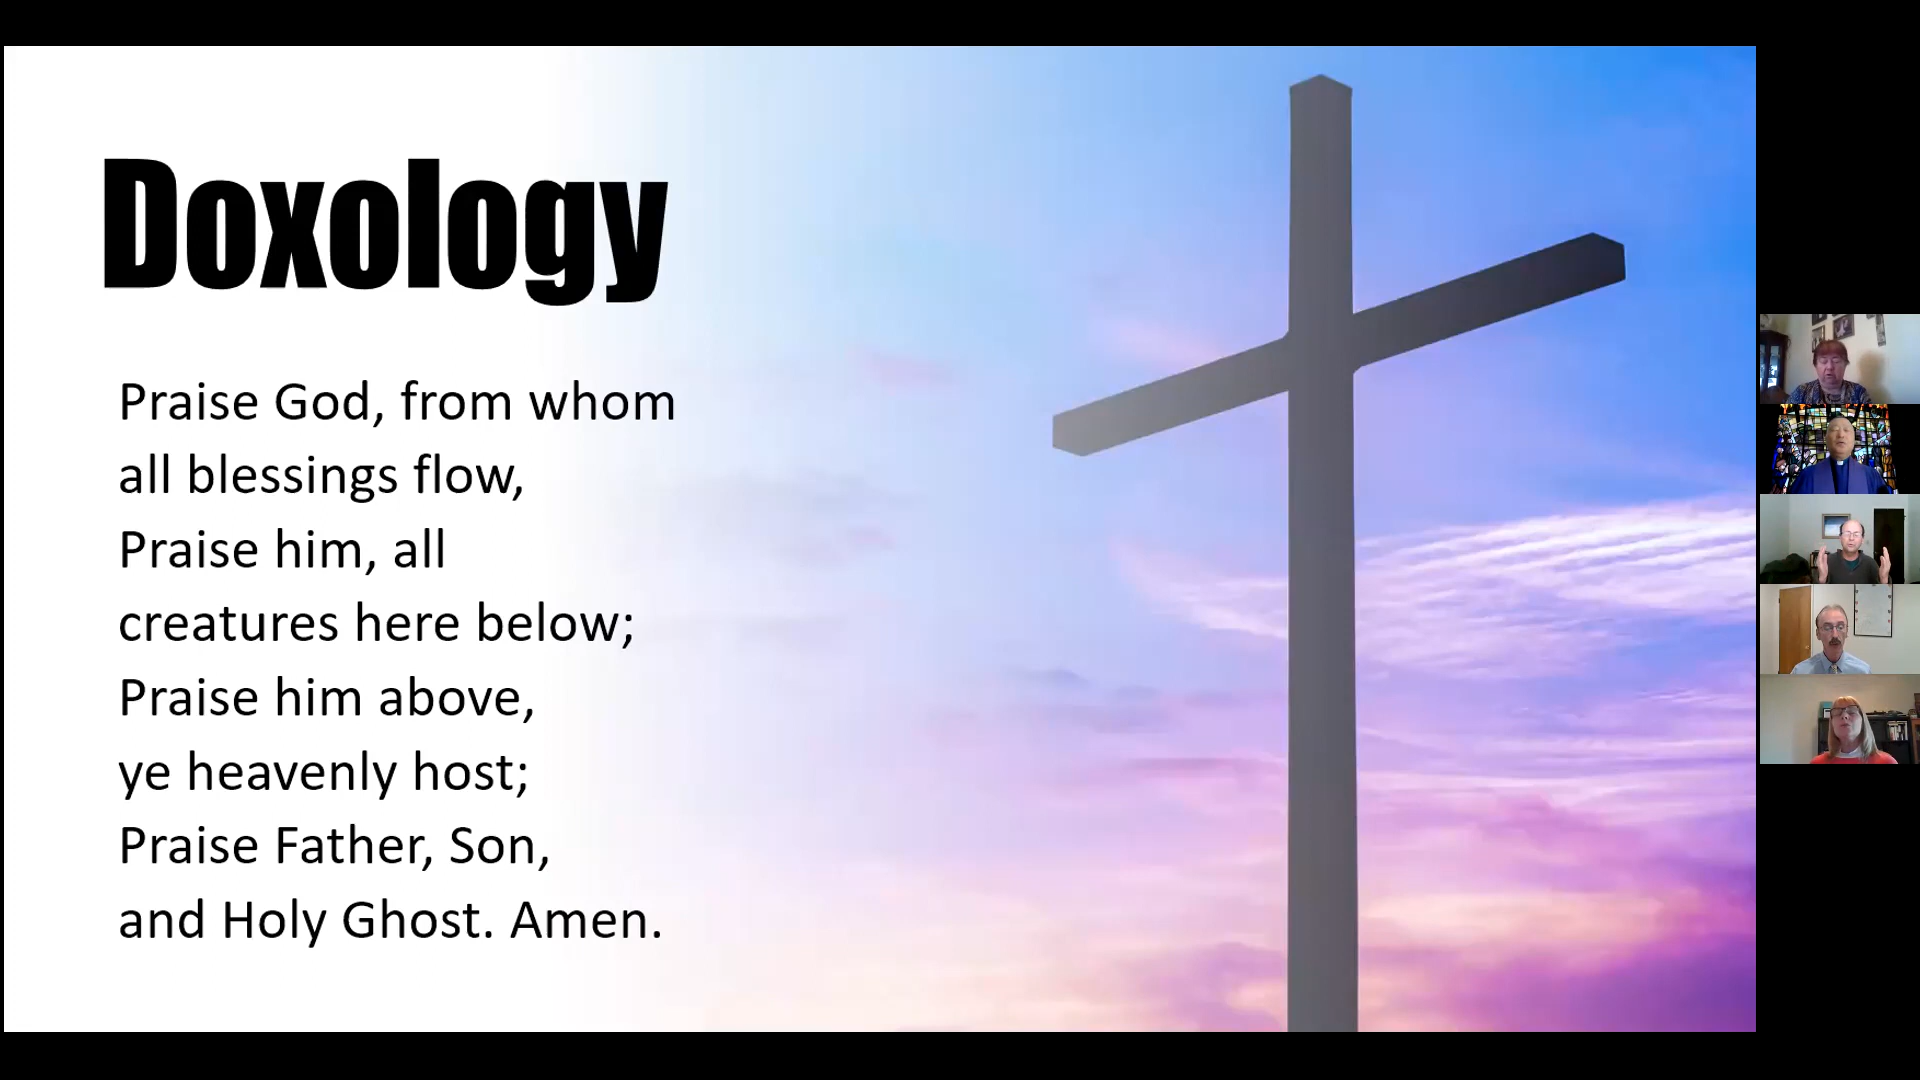 Doxology
Praise God, from whom
all blessings flow,
Praise him, all
creatures here below;
Praise him above,
ye heavenly host;
Praise Father, Son,
and Holy Ghost. Amen.